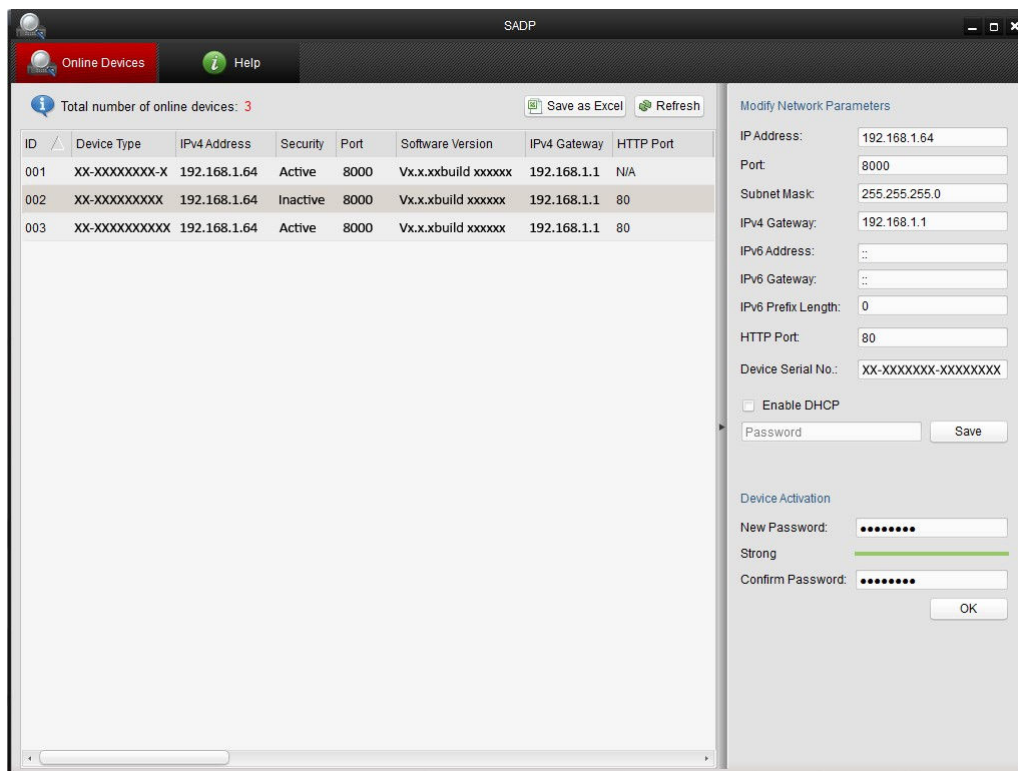 SADP
Online Devices Help
Total number of online devices: 3 Save as Excel Refresh
ID Device Type IPv4 Address Security Port Software Version IPv4 Gateway HTTP Port
001 XX-XXXXXXXX-X 192.168.1.64 Active 8000 Vx.x.xxbuild xxxxxx 192.168.1.1 N/A
002 XX-XXXXXXXXX 192.168.1.64 Inactive 8000 Vx.x.xbuild xxxxxx 192.168.1.1 80
003 XX-XXXXXXXXXX 192.168.1.64 Active 8000 Vx.x.xbuild xxxxxx 192.168.1.1 80
Modify Network Parameters
IP Address: 192.168.1.64
Port: 8000
Subnet Mask: 255.255.255.0
IPv4 Gateway: 192.168.1.1
IPv6 Address: ::
IPv6 Gateway: ::
IPv6 Prefix Length: 0
HTTP Port: 80
Device Serial No.: XX-XXXXXXX-XXXXXXXX
Enable DHCP
Password Save
Device Activation
New Password: ●●●●●●●●
Strong
Confirm Password: ●●●●●●●●
OK